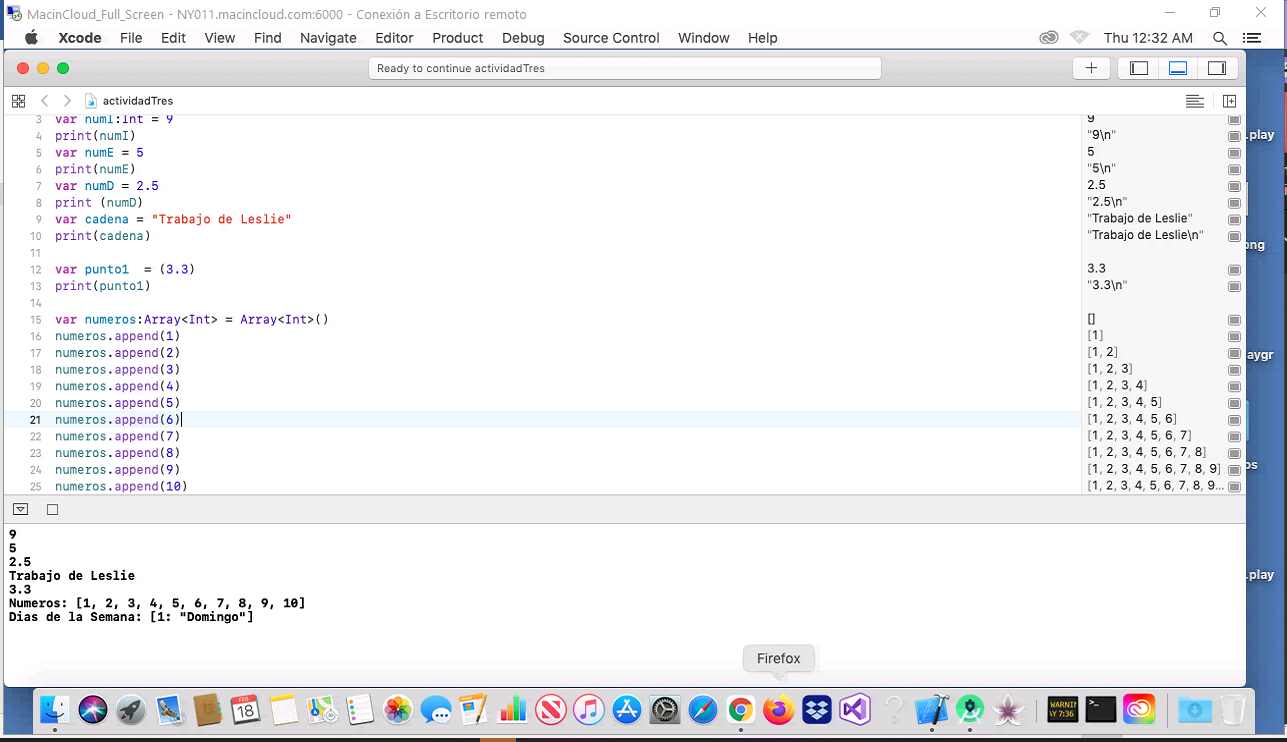 MacinCloud_Full_Screen - NY011.macincloud.com:6000 - Conexión a Escritorio remoto
Xcode File Edit View Find Navigate Editor Product Debug Source Control Window Help Thu 12:32 AM
Ready to continue actividadTres
actividadTres
3 var numI:Int = 9
4 print(numI)
5 var numE = 5
6 print(numE)
7 var numD = 2.5
8 print (numD)
9 var cadena = "Trabajo de Leslie"
10 print(cadena)
11
12 var punto1  = (3.3)
13 print(punto1)
14
15 var numeros:Array<Int> = Array<Int>()
16 numeros.append(1)
17 numeros.append(2)
18 numeros.append(3)
19 numeros.append(4)
20 numeros.append(5)
21 numeros.append(6)
22 numeros.append(7)
23 numeros.append(8)
24 numeros.append(9)
25 numeros.append(10)
9
"9\n"
5
"5\n"
2.5
"2.5\n"
"Trabajo de Leslie"
"Trabajo de Leslie\n"
3.3
"3.3\n"
[]
[1]
[1, 2]
[1, 2, 3]
[1, 2, 3, 4]
[1, 2, 3, 4, 5]
[1, 2, 3, 4, 5, 6]
[1, 2, 3, 4, 5, 6, 7]
[1, 2, 3, 4, 5, 6, 7, 8]
[1, 2, 3, 4, 5, 6, 7, 8, 9]
[1, 2, 3, 4, 5, 6, 7, 8, 9...
.play
ong
aygr
os
.play
9
5
2.5
Trabajo de Leslie
3.3
Numeros: [1, 2, 3, 4, 5, 6, 7, 8, 9, 10]
Dias de la Semana: [1: "Domingo"]
Firefox
FEB
18
WARNIN
AY 7:36